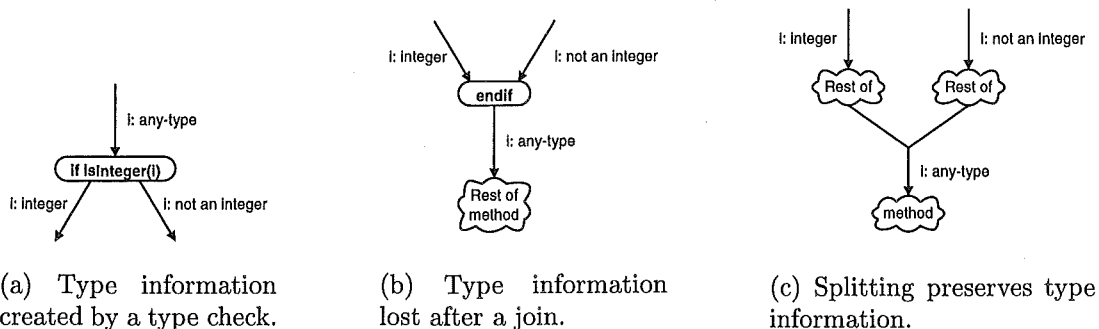 i: any-type
if isInteger(i)
i: integer
i: not an integer
(a) Type information
created by a type check.
i: integer
i: not an integer
endif
i: any-type
Rest of
method
(b) Type information
lost after a join.
i: integer
i: not an integer
Rest of
Rest of
i: any-type
method
(c) Splitting preserves type
information.